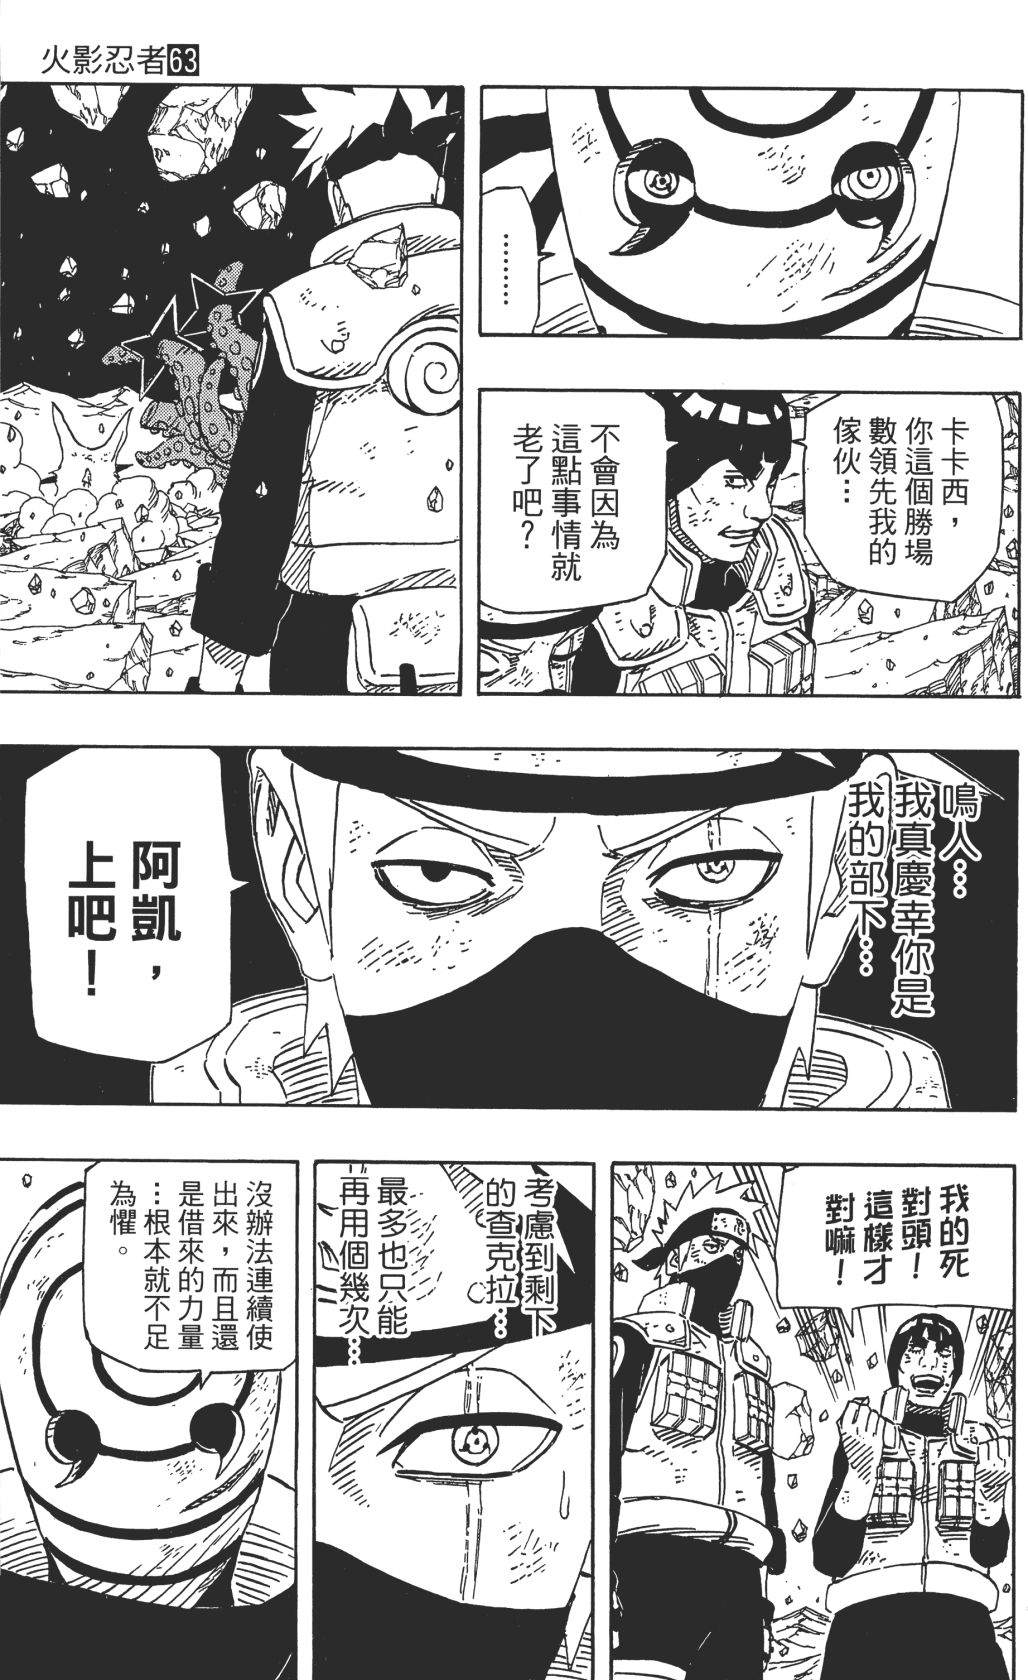 火影忍者63
………
卡卡西，
你這個勝場
數領先我的
傢伙…
不會因為
這點事情就
老了吧？
鳴人…
我真慶幸你是
我的部下…
阿凱，
上吧！
我的死
對頭！
這樣才
對嘛！
考慮到剩下
的查克拉…
最多也只能
再用個幾次…
沒辦法連續使
出來，而且還
是借來的力量
…根本就不足
為懼。